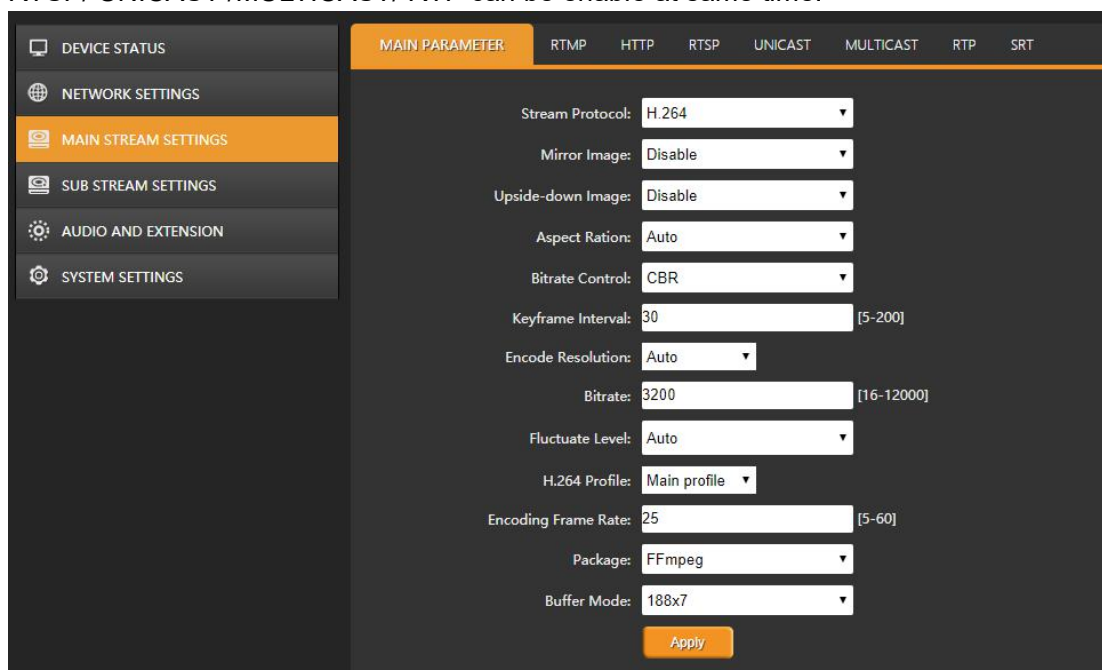 DEVICE STATUS
NETWORK SETTINGS
MAIN STREAM SETTINGS
SUB STREAM SETTINGS
AUDIO AND EXTENSION
SYSTEM SETTINGS
MAIN PARAMETER RTMP HTTP RTSP UNICAST MULTICAST RTP SRT
Stream Protocol: H.264
Mirror Image: Disable
Upside-down Image: Disable
Aspect Ration: Auto
Bitrate Control: CBR
Keyframe Interval: 30 [5-200]
Encode Resolution: Auto
Bitrate: 3200 [16-12000]
Fluctuate Level: Auto
H.264 Profile: Main profile
Encoding Frame Rate: 25 [5-60]
Package: FFmpeg
Buffer Mode: 188x7
Apply